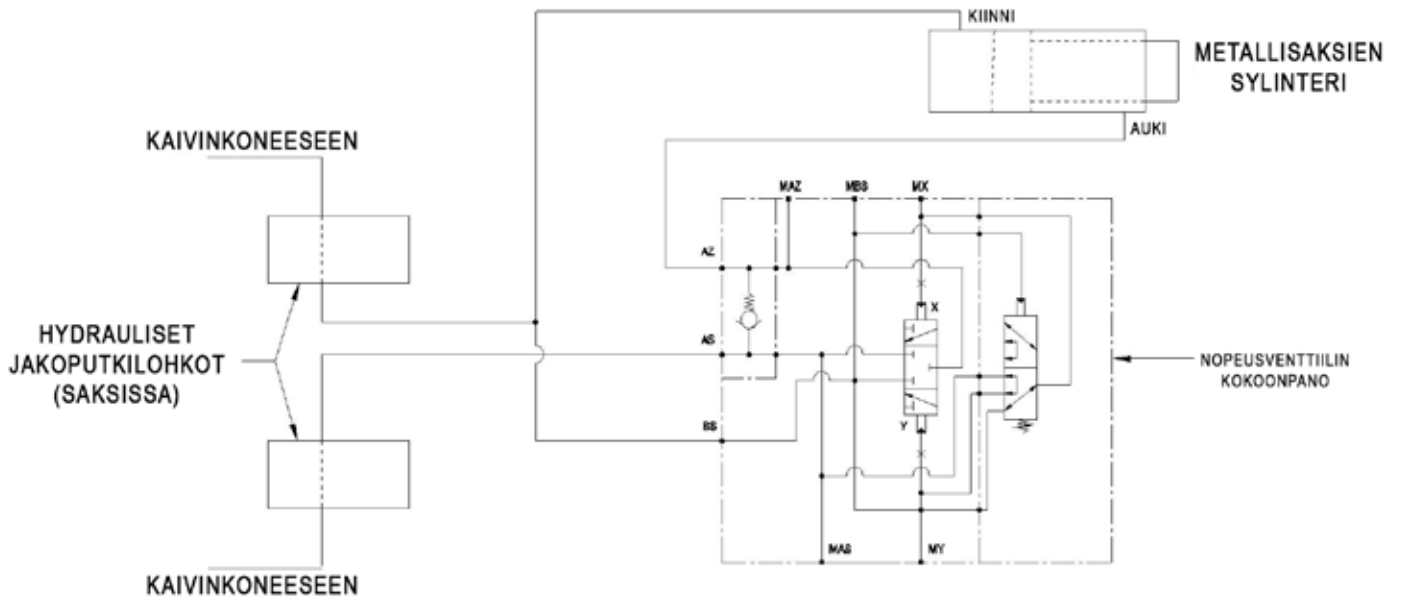 KIINNI
METALLISAKSIEN
SYLINTERI
AUKI
KAIVINKONEESEEN
MAZ
MBS
MX
AZ
X
HYDRAULISET
JAKOPUTKILOHKOT
(SAKSISSA)
AS
NOPEUSVENTTIILIN
KOKOONPANO
BS
Y
MAS
MY
KAIVINKONEESEEN